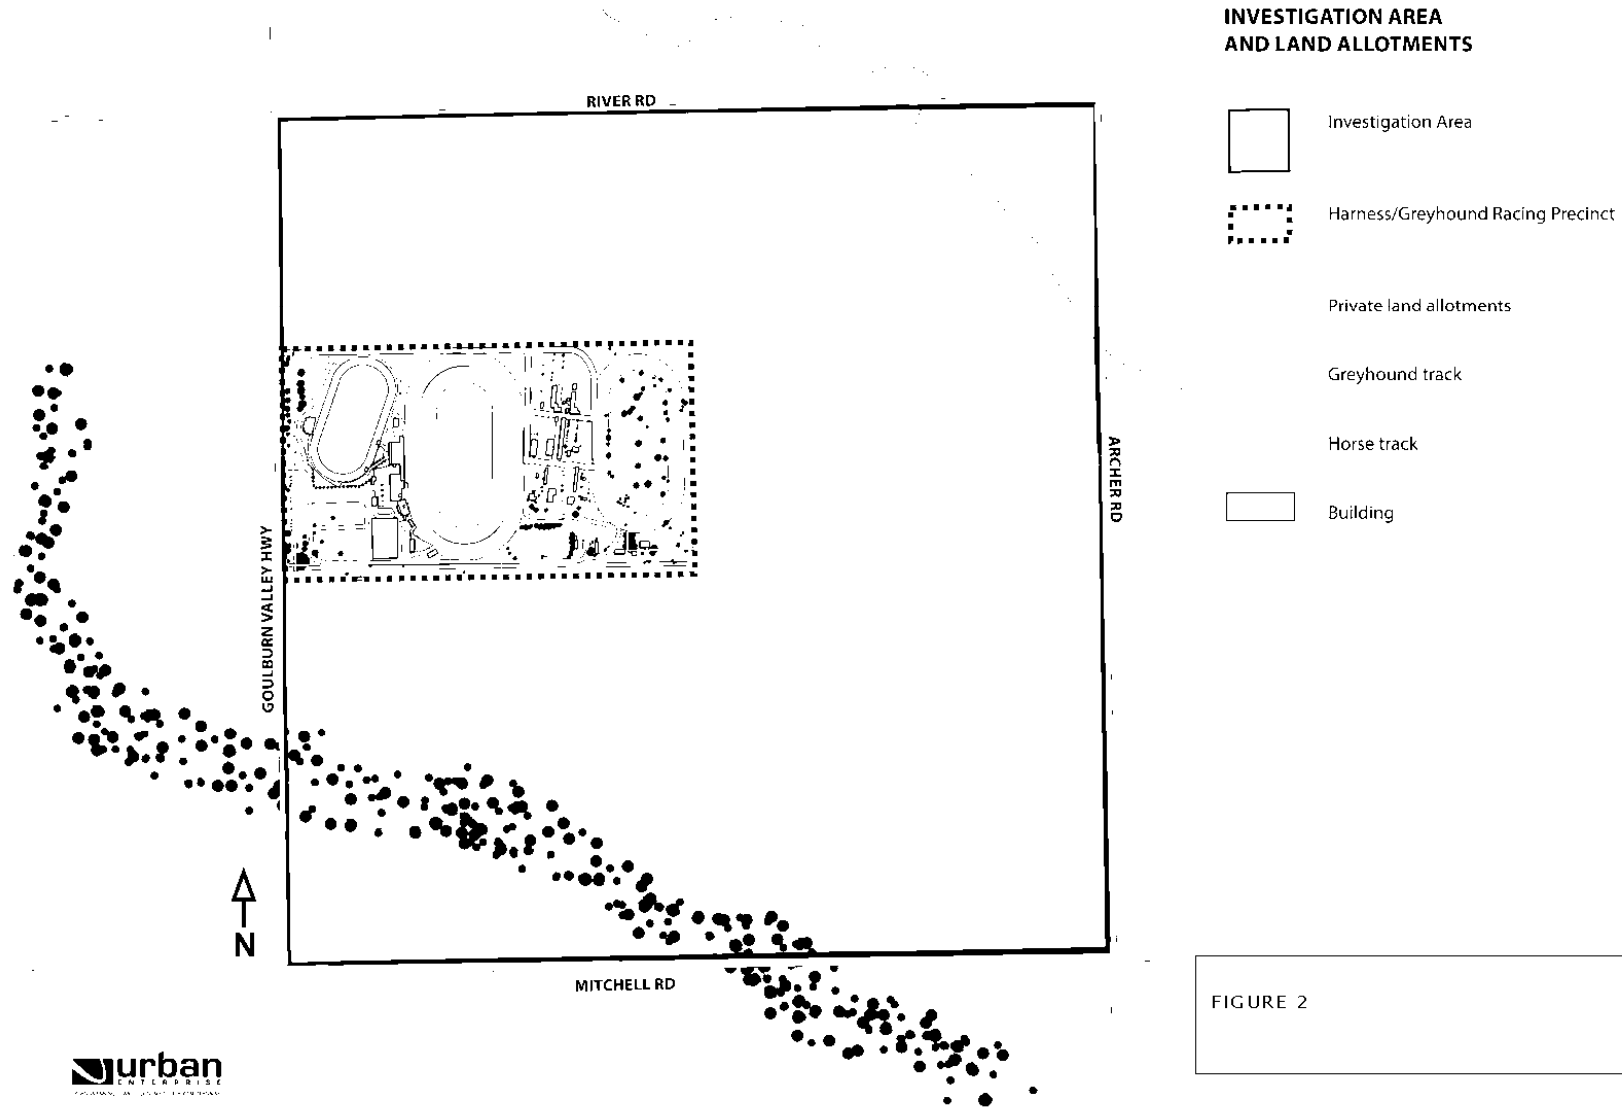 INVESTIGATION AREA
AND LAND ALLOTMENTS
RIVER RD
Investigation Area
Harness/Greyhound Racing Precinct
Private land allotments
Greyhound track
Horse track
Building
ARCHER RD
GOULBURN VALLEY HWY
N
MITCHELL RD
FIGURE 2
urban
ENTERPRISE